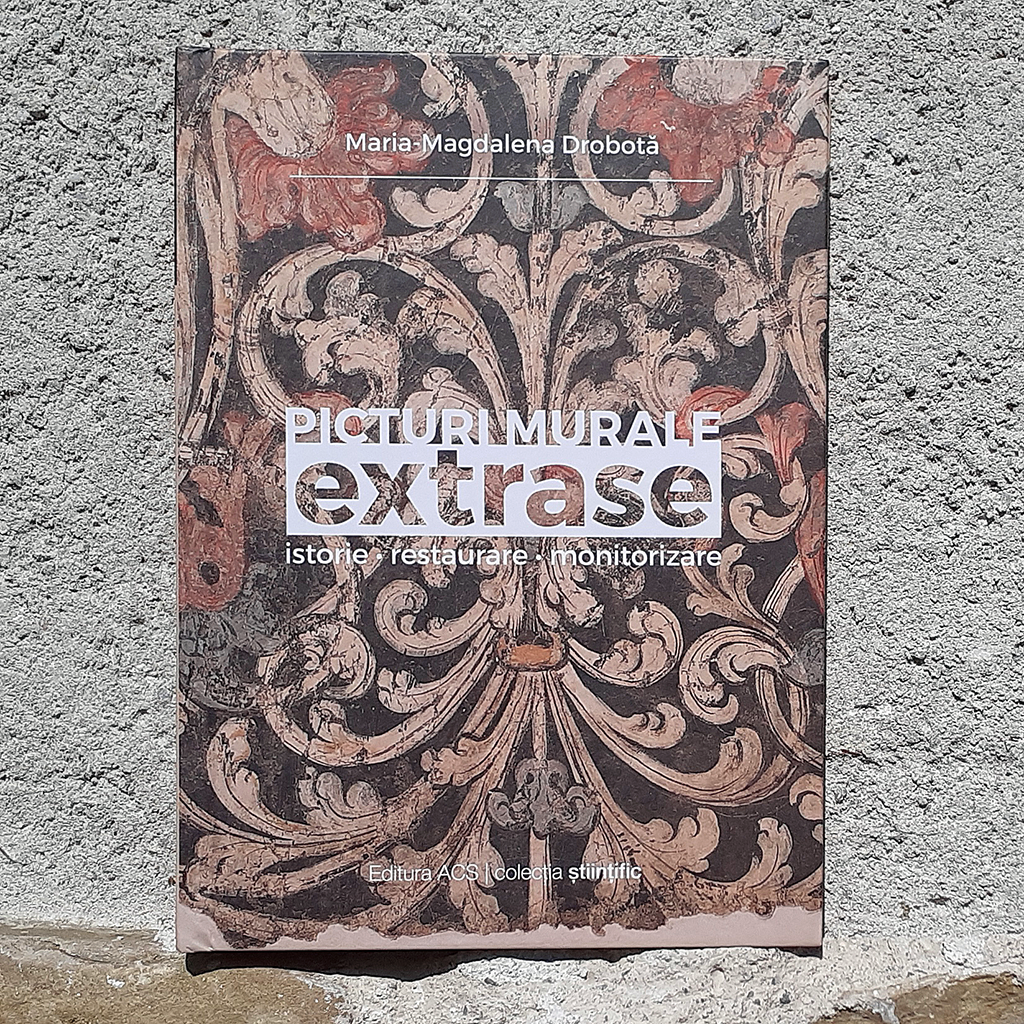 Maria-Magdalena Drobotă
PICTURI MURALE
extrase
istorie • restaurare • monitorizare
Editura ACS | colecția științific